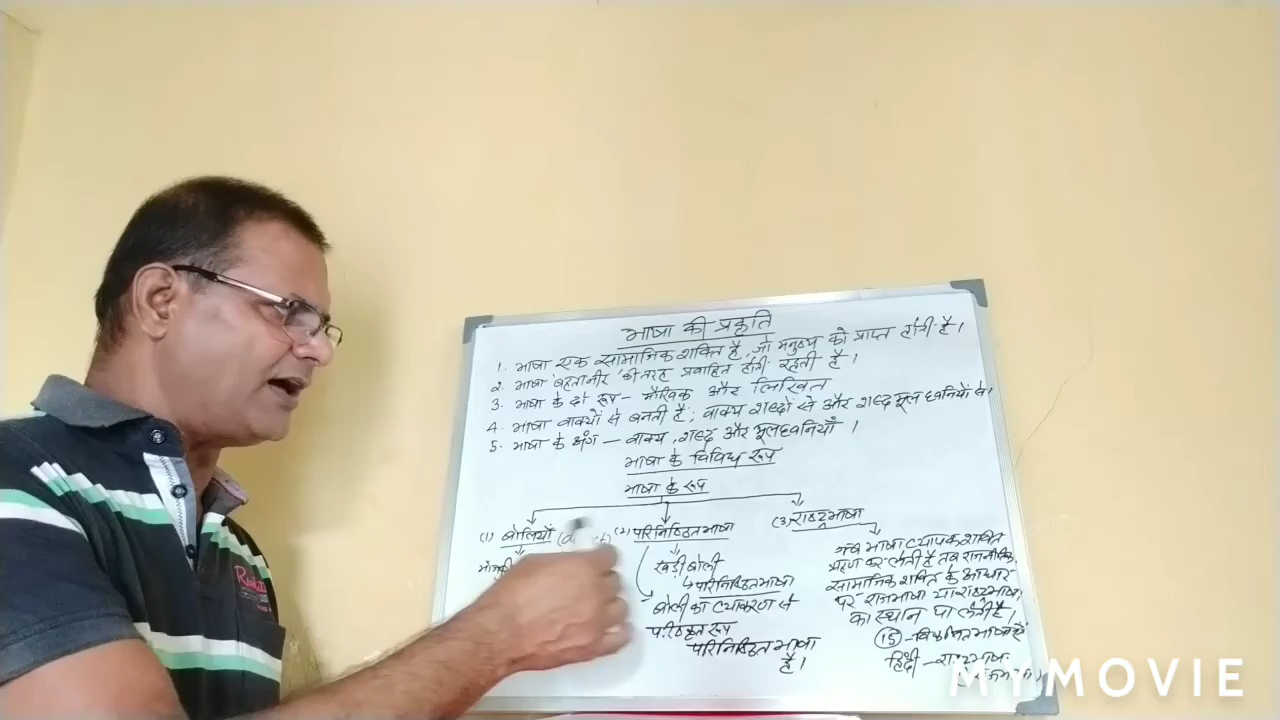 भाषा की प्रकृति
1. भाषा एक सामाजिक शक्ति है, जो मनुष्य को प्राप्त होती है।
2. भाषा बहतानीर की तरह प्रवाहित होती रहती है।
3. भाषा के दो रूप - मौखिक और लिखित
4. भाषा वाक्यों से बनती है; वाक्य शब्दों से और शब्द मूल ध्वनियों से।
5. भाषा के अंग - वाक्य, शब्द और मूलध्वनियाँ।
भाषा के विविध रूप
भाषा के रूप
(1) बोलियाँ
(2) परिनिष्ठित भाषा
खड़ी बोली
परिनिष्ठित भाषा
बोली का व्याकरण से
परिष्कृत रूप
परिनिष्ठित भाषा
है।
(3) राष्ट्रभाषा
भाषा व्यापक शक्ति
ग्रहण कर लेती है तब राजनीतिक,
सामाजिक शक्ति के आधार
पर राजभाषा या राष्ट्रभाषा
का स्थान पा लेती है।
(15) -
हिंदी -
MYMOVIE